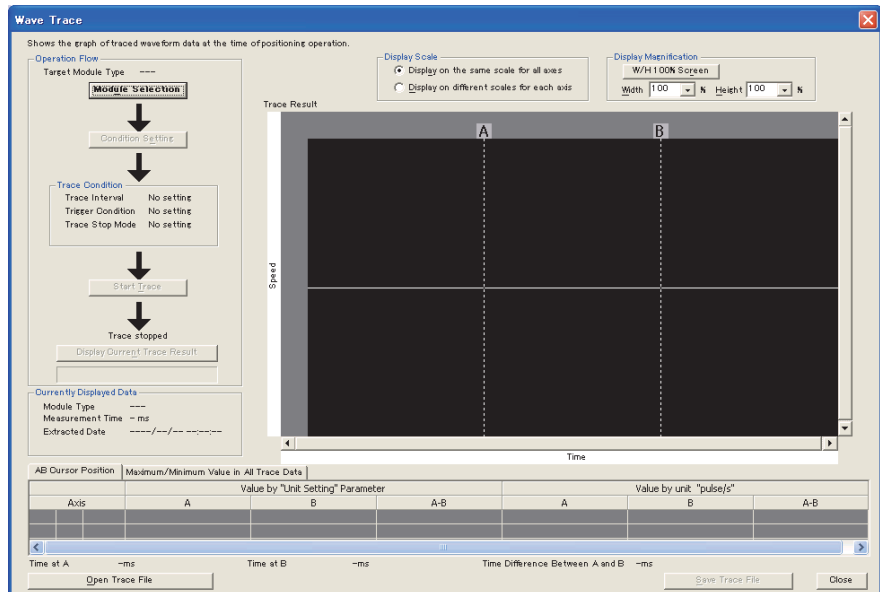 Wave Trace
Shows the graph of traced waveform data at the time of positioning operation.
Operation Flow
Target Module Type ---
Module Selection
Condition Setting
Trace Condition
Trace Interval No setting
Trigger Condition No setting
Trace Stop Mode No setting
Start Trace
Trace stopped
Display Current Trace Result
Currently Displayed Data
Module Type ---
Measurement Time - ms
Extracted Date ----/--/-- --:--:--
Display Scale
Display on the same scale for all axes
Display on different scales for each axis
Display Magnification
W/H100% Screen
Width 100 % Height 100 %
Trace Result
A B
Speed
Time
AB Cursor Position Maximum/Minimum Value in All Trace Data
Value by "Unit Setting" Parameter Value by unit "pulse/s"
Axis A B A-B A B A-B
Time at A -ms Time at B -ms Time Difference Between A and B -ms
Open Trace File Save Trace File Close